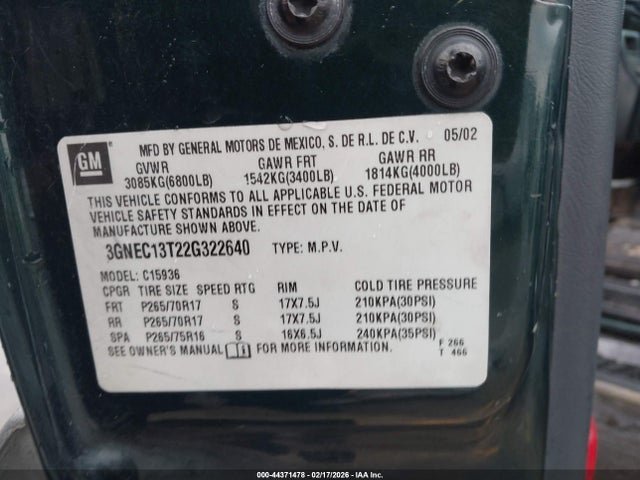 GM
MFD BY GENERAL MOTORS DE MEXICO, S. DE R.L. DE C.V. 05/02
GVWR GAWR FRT GAWR RR
3085KG(6800LB) 1542KG(3400LB) 1814KG(4000LB)
THIS VEHICLE CONFORMS TO ALL APPLICABLE U.S. FEDERAL MOTOR
VEHICLE SAFETY STANDARDS IN EFFECT ON THE DATE OF
MANUFACTURE SHOWN ABOVE.
3GNEC13T22G322640 TYPE: M.P.V.
MODEL: C15936
CPGR TIRE SIZE SPEED RTG RIM COLD TIRE PRESSURE
FRT P265/70R17 S 17X7.5J 210KPA(30PSI)
RR P265/70R17 S 17X7.5J 210KPA(30PSI)
SPA P265/75R16 S 16X6.5J 240KPA(35PSI)
SEE OWNER'S MANUAL FOR MORE INFORMATION. F 266
T 466
000-44371478 - 02/17/2026 - IAA Inc.